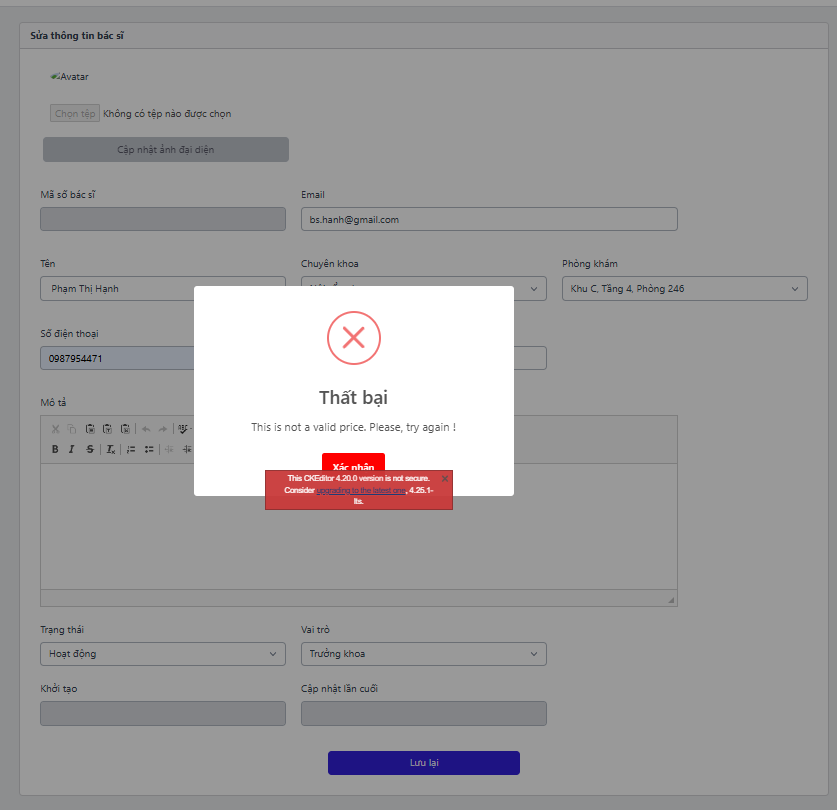 Sửa thông tin bác sĩ
Avatar
Chọn tệp Không có tệp nào được chọn
Cập nhật ảnh đại diện
Mã số bác sĩ Email
bs.hanh@gmail.com
Tên Chuyên khoa Phòng khám
Phạm Thị Hạnh Khu C, Tầng 4, Phòng 246
Số điện thoại
0987954471
Thất bại
Mô tả
This is not a valid price. Please, try again !
B I S
Xác nhận
This CKEditor 4.20.0 version is not secure.
Consider upgrading to the latest one, 4.25.1-
lts.
Trạng thái Vai trò
Hoạt động Trưởng khoa
Khởi tạo Cập nhật lần cuối
Lưu lại